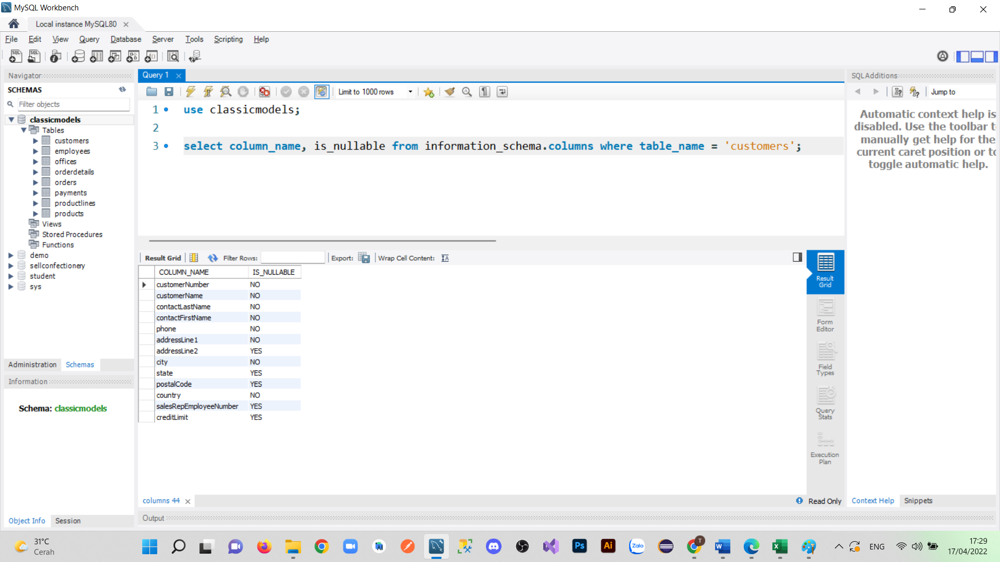 MySQL Workbench
Local instance MySQL80
File Edit View Query Database Server Tools Scripting Help
Navigator
SCHEMAS
Filter objects
classicmodels
Tables
customers
employees
offices
orderdetails
orders
payments
productlines
products
Views
Stored Procedures
Functions
demo
sellconfectionery
student
sys
Administration Schemas
Information
Schema: classicmodels
Object Info Session
Query 1
Limit to 1000 rows
1 use classicmodels;
2
3 select column_name, is_nullable from information_schema.columns where table_name = 'customers';
Result Grid Filter Rows: Export: Wrap Cell Content:
COLUMN_NAME IS_NULLABLE
customerNumber NO
customerName NO
contactLastName NO
contactFirstName NO
phone NO
addressLine1 NO
addressLine2 YES
city NO
state YES
postalCode YES
country NO
salesRepEmployeeNumber YES
creditLimit YES
Result
Grid
Form
Editor
Field
Types
Query
Stats
Execution
Plan
columns 44
Read Only
Output
SQLAdditions
Jump to
Automatic context help is
disabled. Use the toolbar t
manually get help for the
current caret position or to
toggle automatic help.
Context Help Snippets
31°C
Cerah
Ps
Ai
Zalo
T
ENG
17:29
17/04/2022